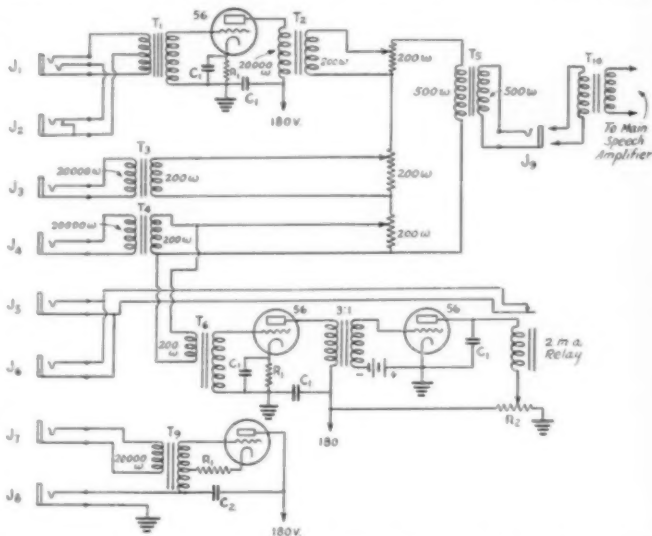 T1
56
T2
T5
T10
J1
C1
R1
20000 ω
200 ω
200 ω
500 ω
500 ω
C1
180 V.
J2
J9
To Main
Speech
Amplifier
T3
J3
20000 ω
200 ω
200 ω
T4
J4
20000 ω
200 ω
200 ω
J5
T6
56
3:1
56
200
ω
C1
R1
C1
C1
2 m a
Relay
J6
- +
180
R2
J7
T9
20000
ω
R1
J8
C2
180 V.